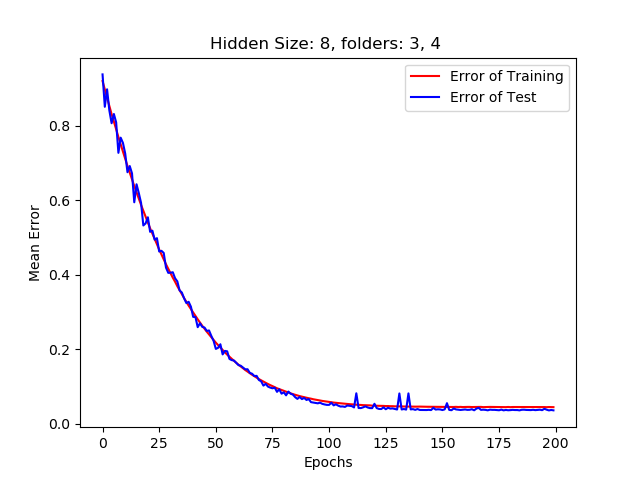 Hidden Size: 8, folders: 3, 4
Error of Training
Error of Test
Mean Error
0.8
0.6
0.4
0.2
0.0
0 25 50 75 100 125 150 175 200
Epochs